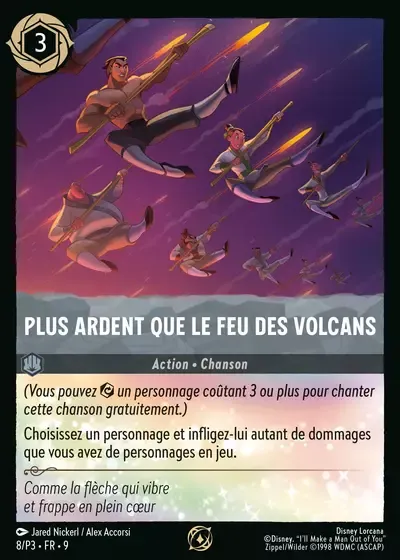 3
PLUS ARDENT QUE LE FEU DES VOLCANS
Action • Chanson
(Vous pouvez un personnage coûtant 3 ou plus pour chanter
cette chanson gratuitement.)
Choisissez un personnage et infligez-lui autant de dommages
que vous avez de personnages en jeu.
Comme la flèche qui vibre
et frappe en plein cœur
Jared Nickerl / Alex Accorsi
8/P3 • FR • 9
Disney Lorcana
©Disney. "I'll Make a Man Out of You"
Zippel/Wilder ©1998 WDMC (ASCAP)